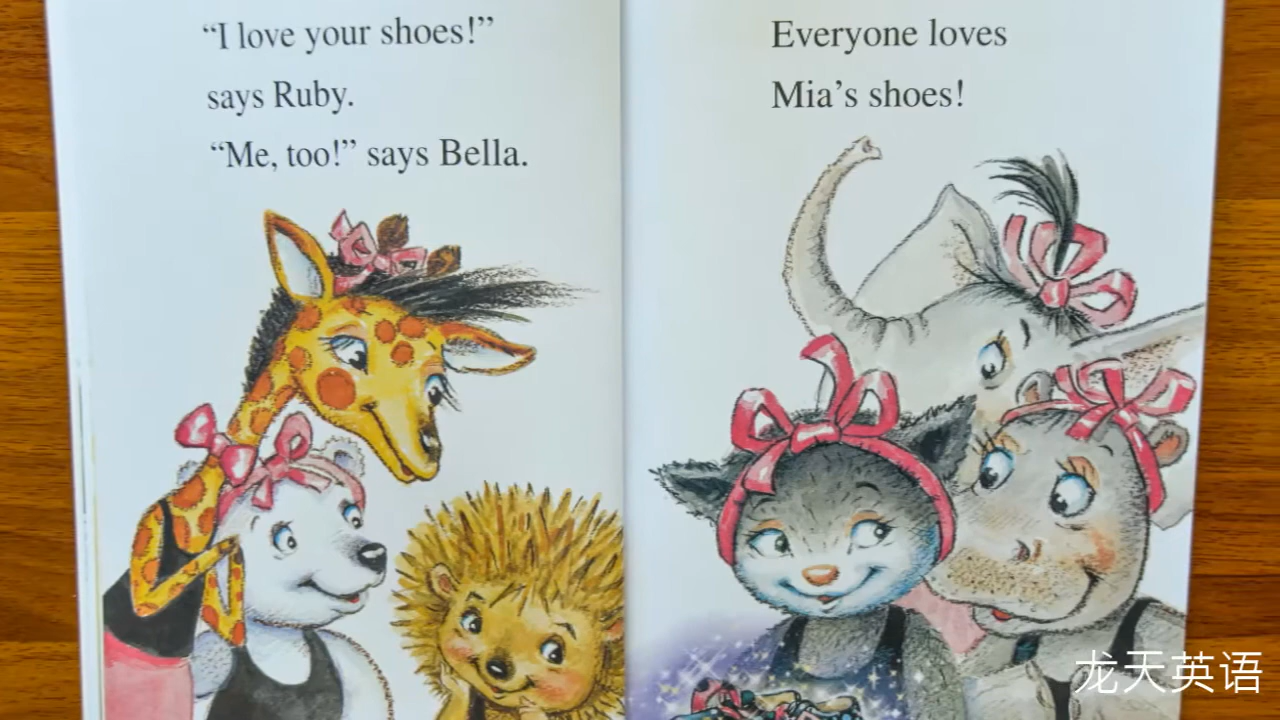 “I love your shoes!”
says Ruby.
“Me, too!” says Bella.
Everyone loves
Mia’s shoes!
龙天英语